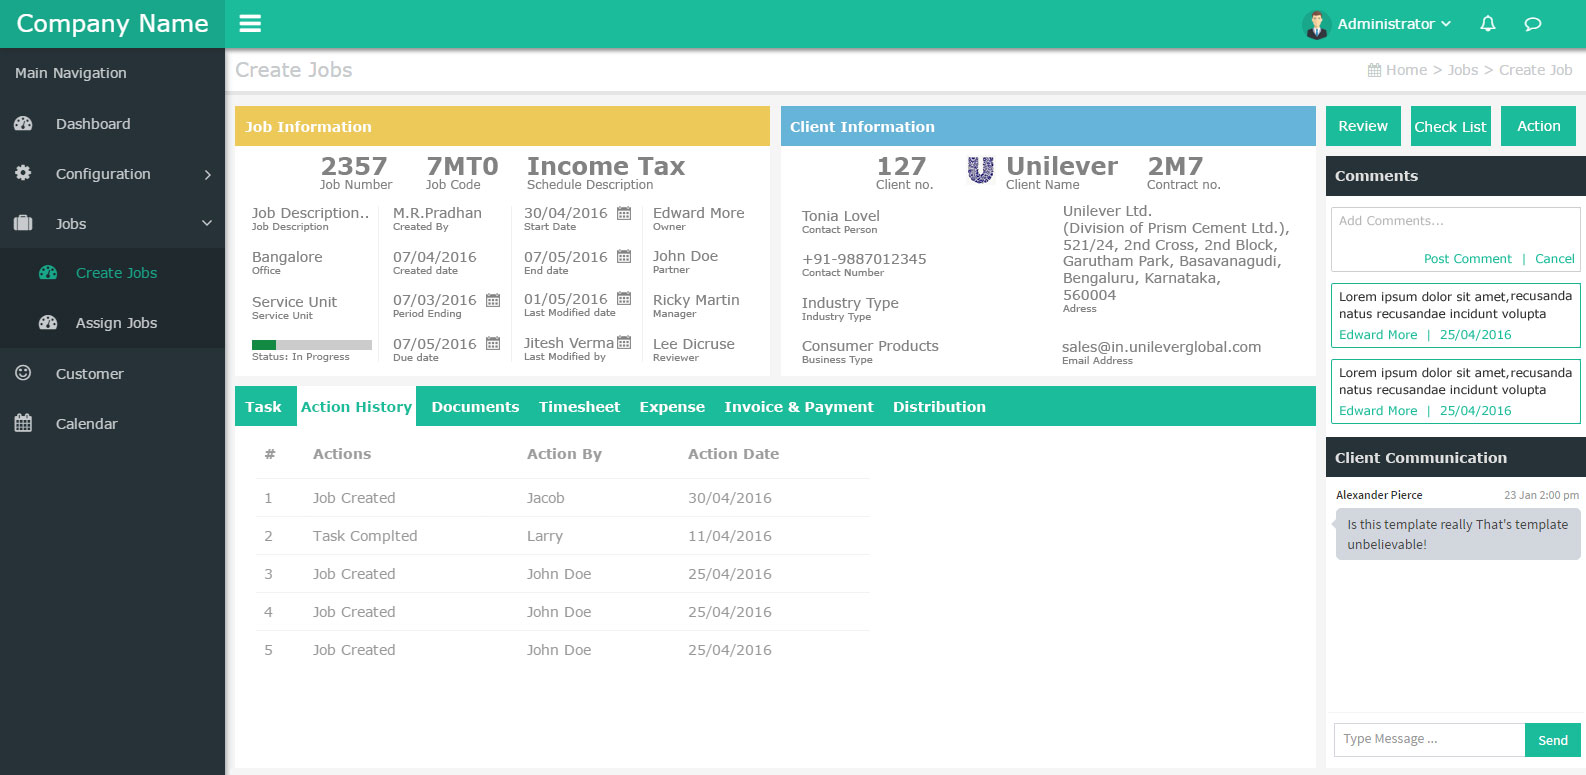 Company Name
Administrator
Main Navigation
Dashboard
Configuration
Jobs
Create Jobs
Assign Jobs
Customer
Calendar
Create Jobs
Home > Jobs > Create Job
Job Information
2357 7MT0 Income Tax
Job Number Job Code Schedule Description
Job Description..
Job Description
Bangalore
Office
Service Unit
Service Unit
Status: In Progress
M.R.Pradhan
Created By
07/04/2016
Created date
07/03/2016
Period Ending
07/05/2016
Due date
30/04/2016
Start Date
07/05/2016
End date
01/05/2016
Last Modified date
Jitesh Verma
Last Modified by
Edward More
Owner
John Doe
Partner
Ricky Martin
Manager
Lee Dicruse
Reviewer
Client Information
127 Unilever 2M7
Client no. Client Name Contract no.
Tonia Lovel
Contact Person
+91-9887012345
Contact Number
Industry Type
Industry Type
Consumer Products
Business Type
Unilever Ltd.
(Division of Prism Cement Ltd.),
521/24, 2nd Cross, 2nd Block,
Garutham Park, Basavanagudi,
Bengaluru, Karnataka,
560004
Adress
sales@in.unileverglobal.com
Email Address
Task Action History Documents Timesheet Expense Invoice & Payment Distribution
# Actions Action By Action Date
1 Job Created Jacob 30/04/2016
2 Task Complted Larry 11/04/2016
3 Job Created John Doe 25/04/2016
4 Job Created John Doe 25/04/2016
5 Job Created John Doe 25/04/2016
Review Check List Action
Comments
Add Comments...
Post Comment | Cancel
Lorem ipsum dolor sit amet,recusanda
natus recusandae incidunt volupta
Edward More | 25/04/2016
Lorem ipsum dolor sit amet,recusanda
natus recusandae incidunt volupta
Edward More | 25/04/2016
Client Communication
Alexander Pierce 23 Jan 2:00 pm
Is this template really That's template
unbelievable!
Type Message ... Send